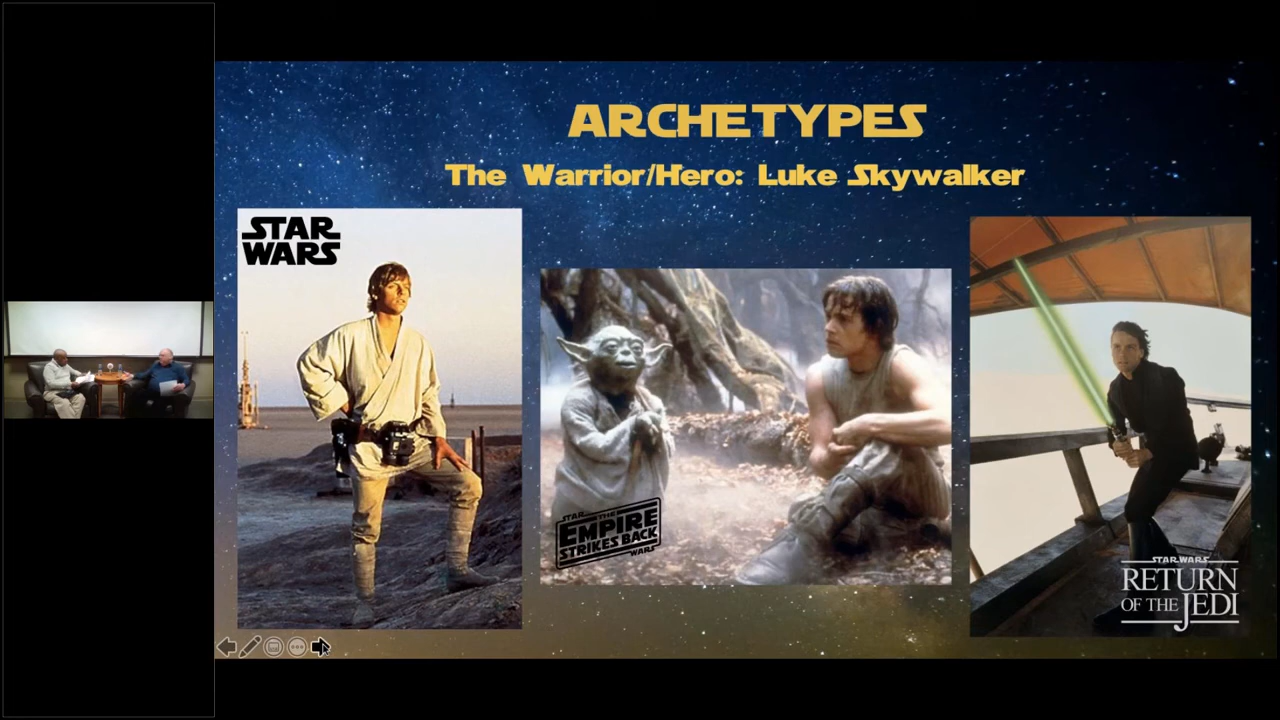 ARCHETYPES
The Warrior/Hero: Luke Skywalker
STAR
WARS
STAR THE
EMPIRE
STRIKES BACK
WARS
STAR WARS
RETURN
OF THE JEDI